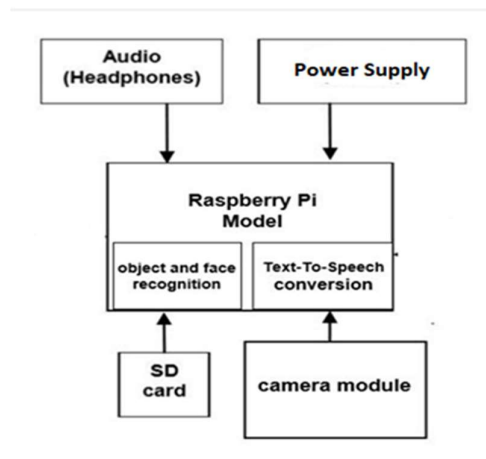 Audio
(Headphones)
Power Supply
Raspberry Pi
Model
object and face
recognition
Text-To-Speech
conversion
SD
card
camera module